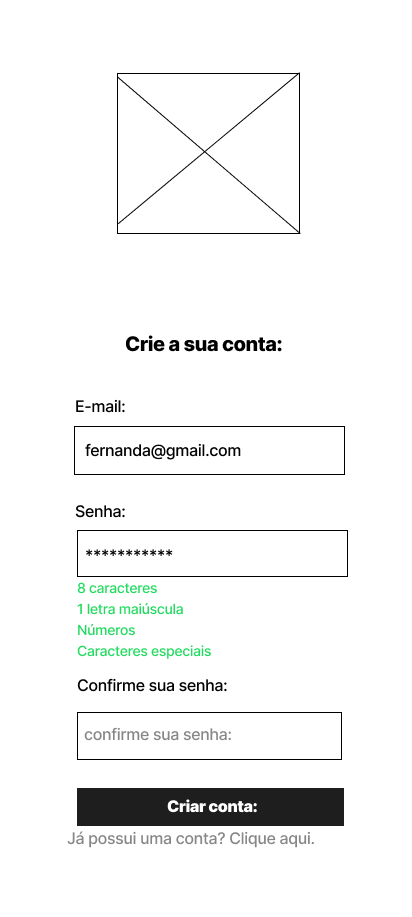 Crie a sua conta:
E-mail:
fernanda@gmail.com
Senha:
***********
8 caracteres
1 letra maiúscula
Números
Caracteres especiais
Confirme sua senha:
confirme sua senha:
Criar conta:
Já possui uma conta? Clique aqui.